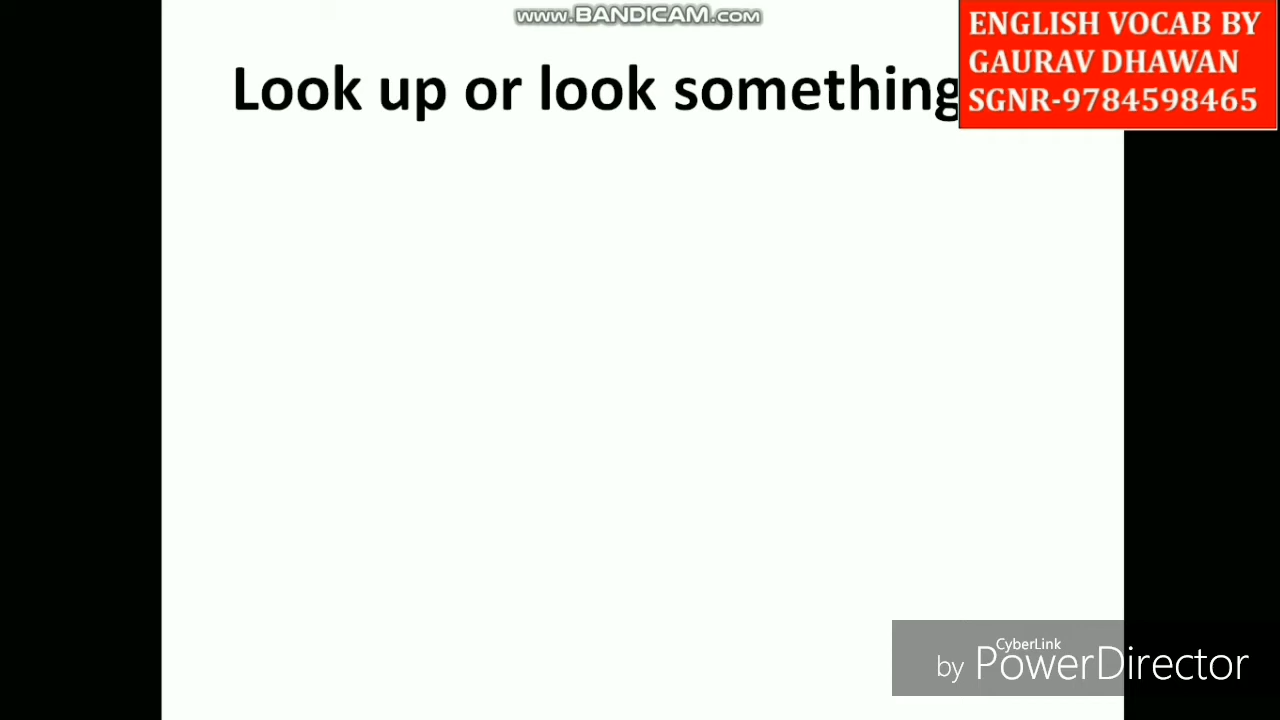 www.BANDICAM.com
Look up or look something
ENGLISH VOCAB BY
GAURAV DHAWAN
SGNR-9784598465
CyberLink
by PowerDirector